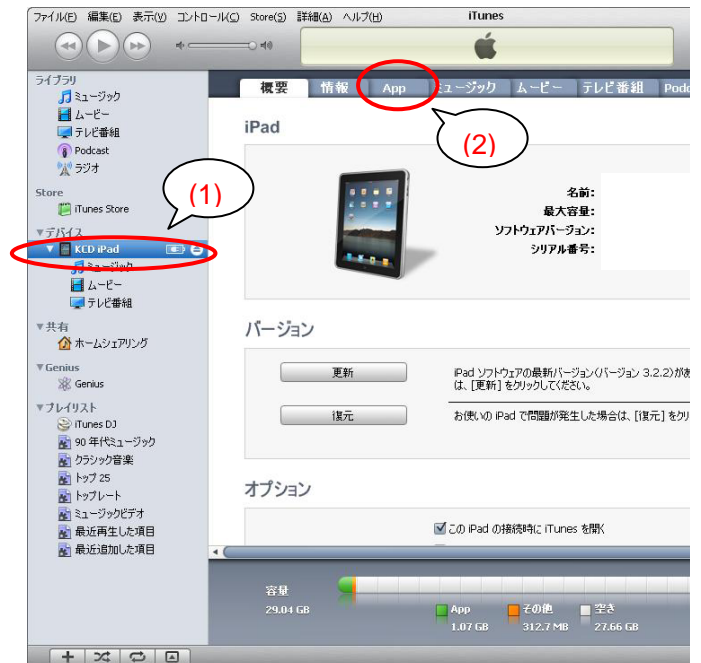 ファイル(F) 編集(E) 表示(V) コントロール(C) Store(S) 詳細(A) ヘルプ(H)
iTunes
ライブラリ
ミュージック
ムービー
テレビ番組
Podcast
ラジオ
Store
iTunes Store
デバイス
KCD iPad
ミュージック
ムービー
テレビ番組
共有
ホームシェアリング
Genius
Genius
プレイリスト
iTunes DJ
90 年代ミュージック
クラシック音楽
トップ 25
トップレート
ミュージックビデオ
最近再生した項目
最近追加した項目
(1)
概要 情報 App ミュージック ムービー テレビ番組 Podc
(2)
iPad
名前:
最大容量:
ソフトウェアバージョン:
シリアル番号:
バージョン
更新
iPad ソフトウェアの最新バージョン(バージョン 3.2.2)があ
は、[更新] をクリックしてください。
復元
お使いの iPad で問題が発生した場合は、[復元] をクリ
オプション
この iPad の接続時に iTunes を開く
容量
29.04 GB
App
1.07 GB
その他
312.7 MB
空き
27.66 GB